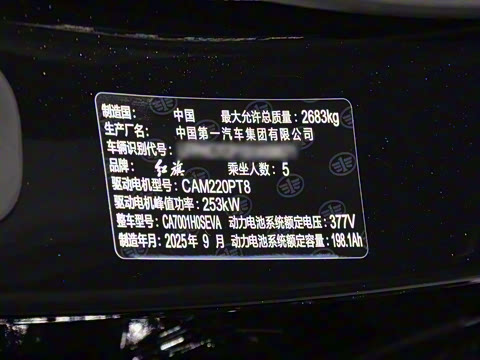 制造国： 中国 最大允许总质量：2683kg
生产厂名： 中国第一汽车集团有限公司
车辆识别代号：
品牌： 红旗 乘坐人数：5
驱动电机型号：CAM220PT8
驱动电机峰值功率：253kW
整车型号：CA7001H0SEVA 动力电池系统额定电压：377V
制造年月：2025年9月 动力电池系统额定容量：198.1Ah